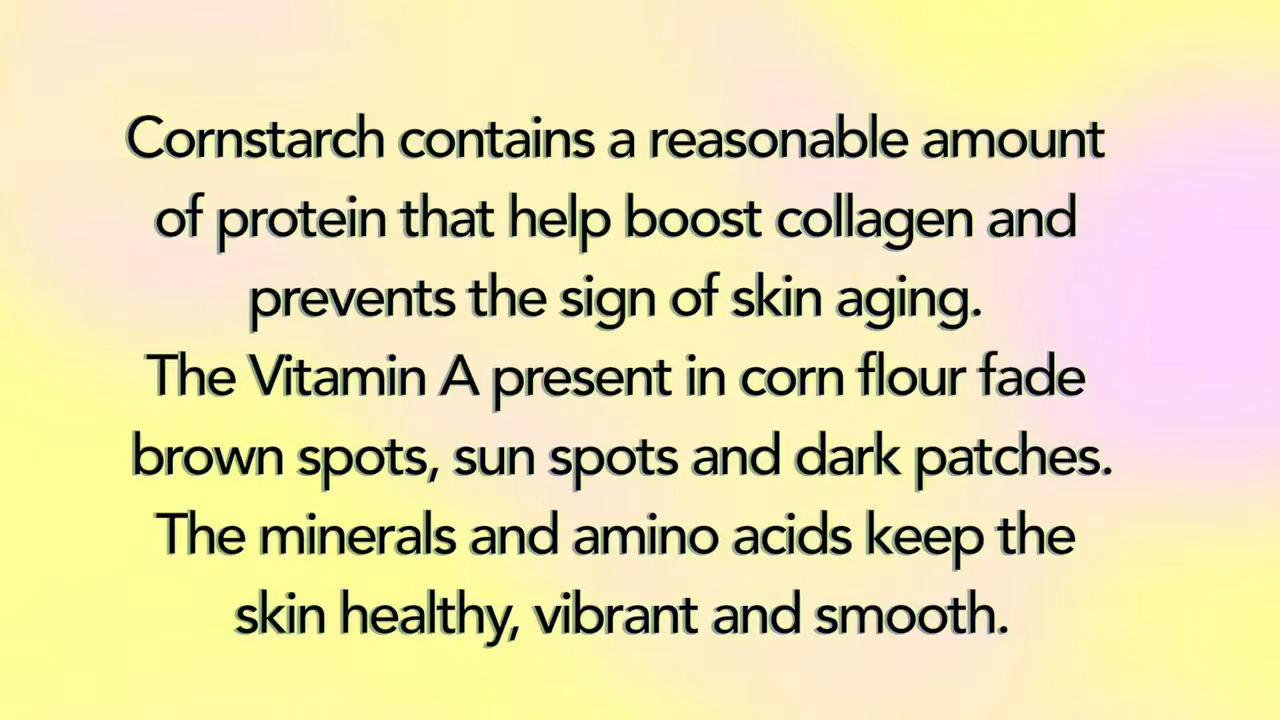 Cornstarch contains a reasonable amount
of protein that help boost collagen and
prevents the sign of skin aging.
The Vitamin A present in corn flour fade
brown spots, sun spots and dark patches.
The minerals and amino acids keep the
skin healthy, vibrant and smooth.